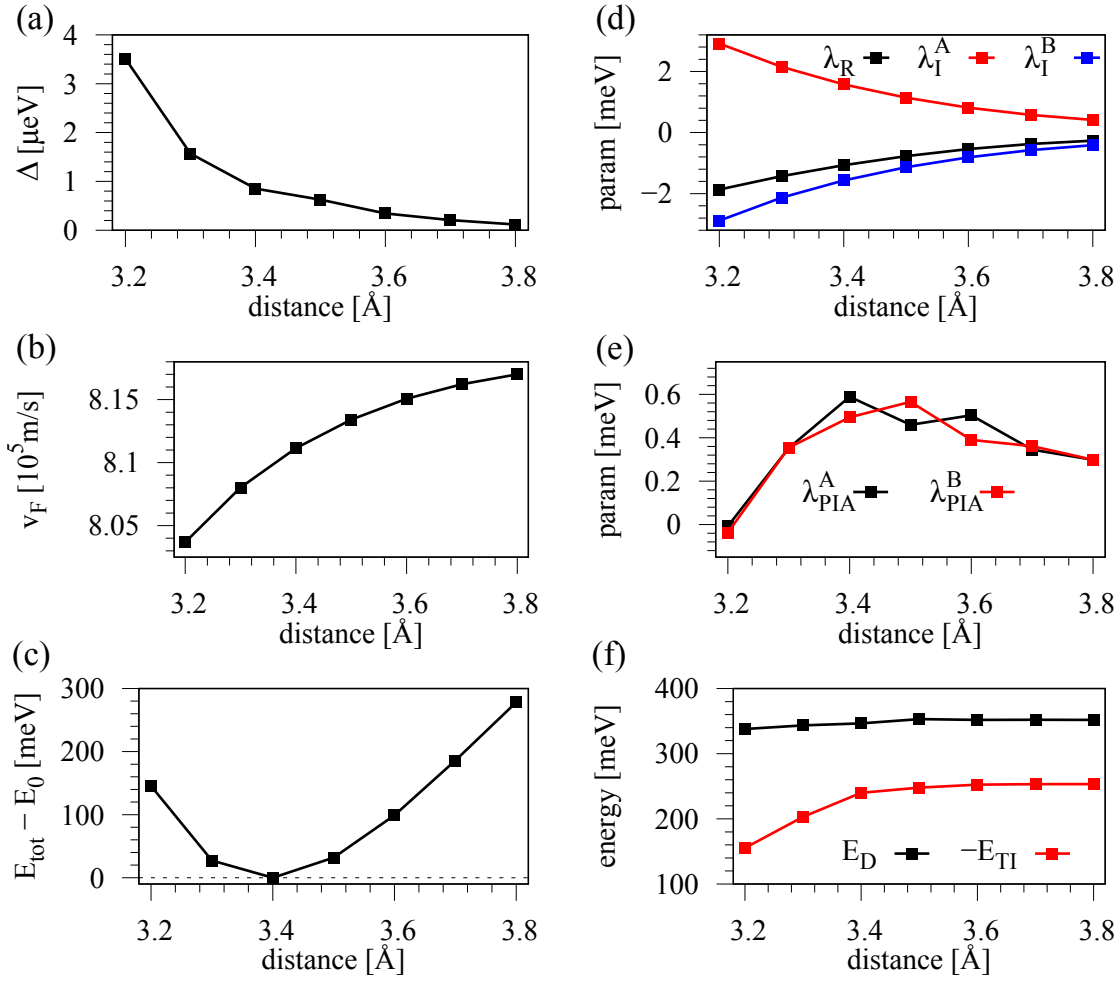 (a)
Δ [μeV]
4
3
2
1
0
3.2 3.4 3.6 3.8
distance [Å]
(b)
v_F [10^5 m/s]
8.15
8.1
8.05
3.2 3.4 3.6 3.8
distance [Å]
(c)
E_tot − E_0 [meV]
300
200
100
0
3.2 3.4 3.6 3.8
distance [Å]
(d)
param [meV]
λ_R λ_I^A λ_I^B
2
0
−2
3.2 3.4 3.6 3.8
distance [Å]
(e)
param [meV]
0.6
0.4
0.2
0
λ_PIA^A λ_PIA^B
3.2 3.4 3.6 3.8
distance [Å]
(f)
energy [meV]
400
300
200
100
E_D −E_TI
3.2 3.4 3.6 3.8
distance [Å]